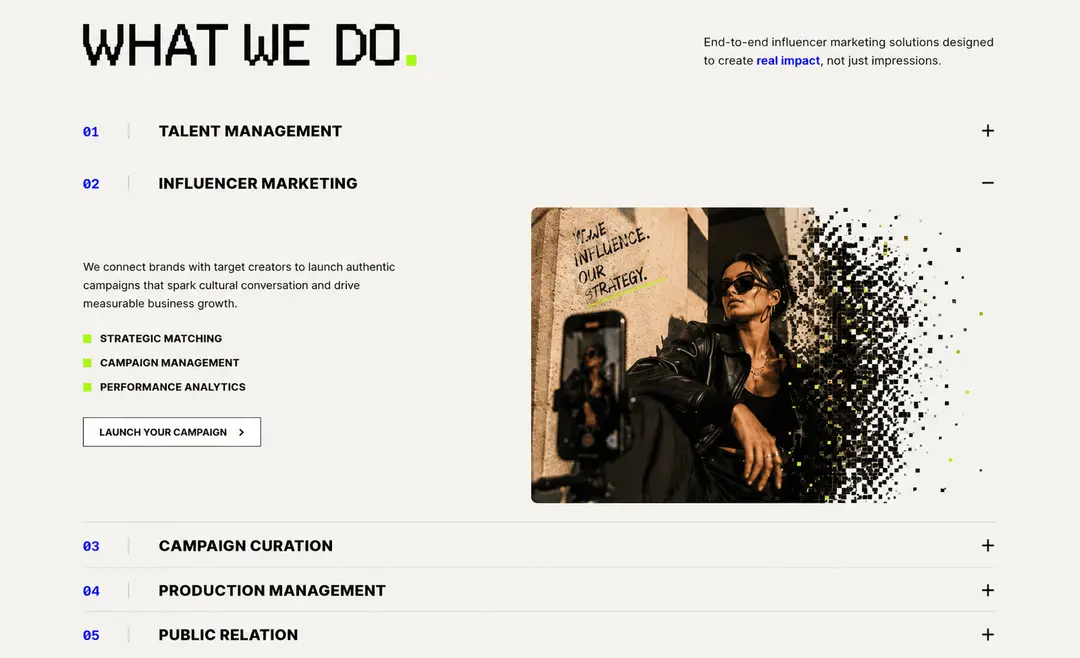 WHAT WE DO.
End-to-end influencer marketing solutions designed
to create real impact, not just impressions.
01 TALENT MANAGEMENT +
02 INFLUENCER MARKETING −
WE INFLUENCE.
OUR
STRATEGY.
We connect brands with target creators to launch authentic
campaigns that spark cultural conversation and drive
measurable business growth.
STRATEGIC MATCHING
CAMPAIGN MANAGEMENT
PERFORMANCE ANALYTICS
LAUNCH YOUR CAMPAIGN >
03 CAMPAIGN CURATION +
04 PRODUCTION MANAGEMENT +
05 PUBLIC RELATION +